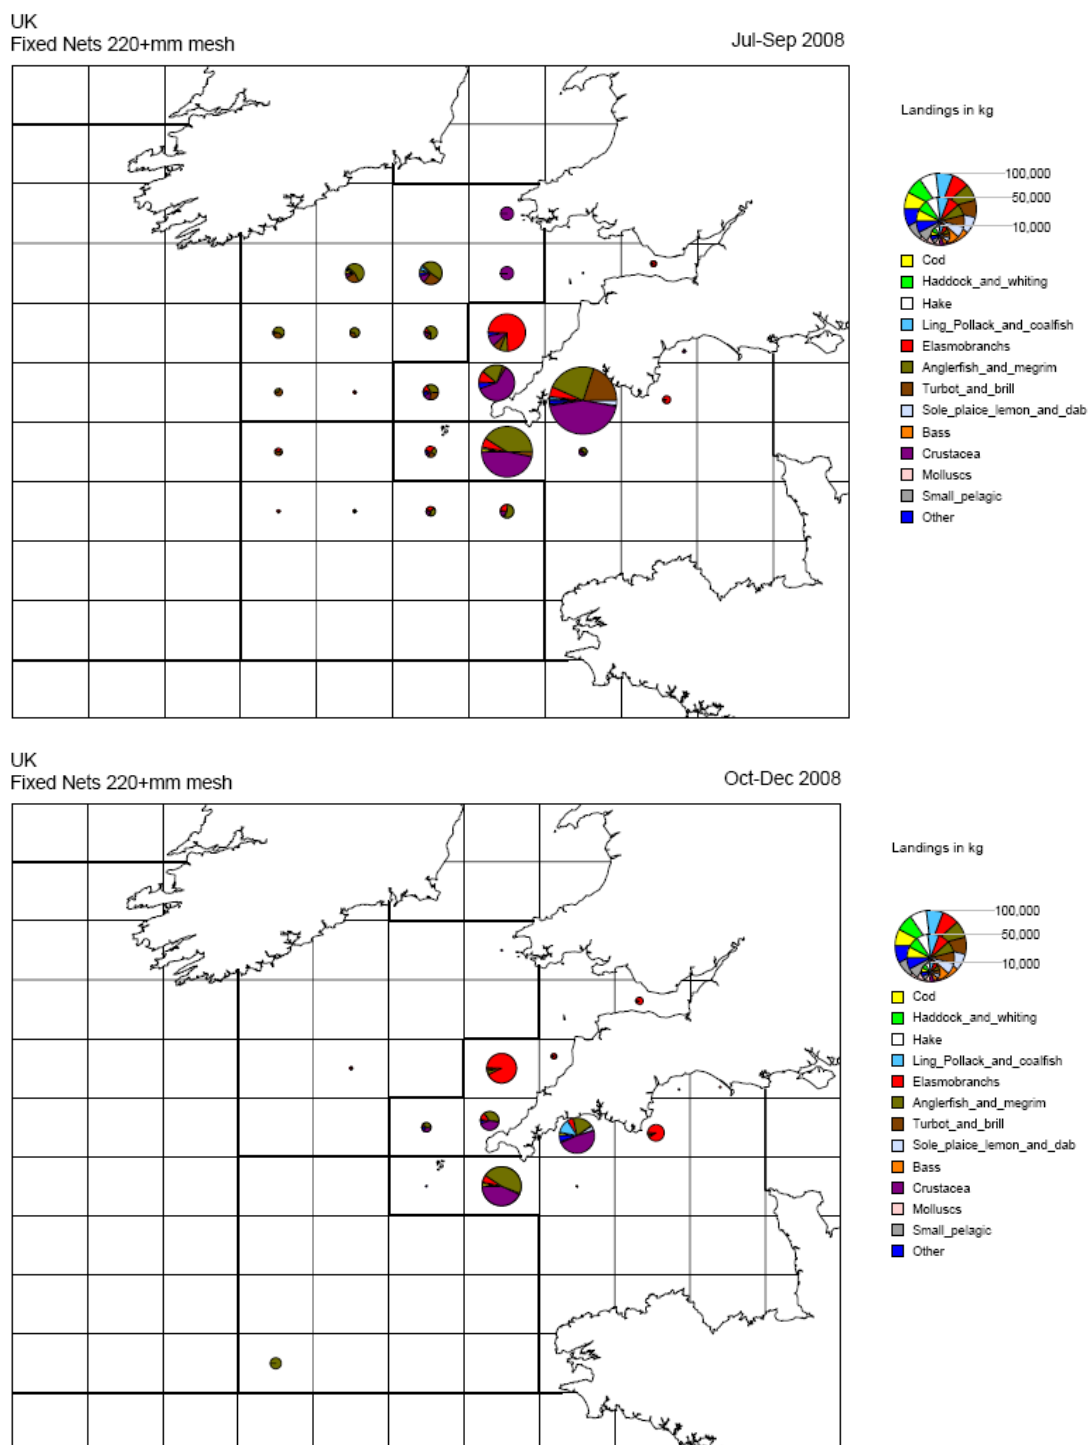 UK
Fixed Nets 220+mm mesh
Jul-Sep 2008
Landings in kg
100,000
50,000
10,000
Cod
Haddock_and_whiting
Hake
Ling_Pollack_and_coalfish
Elasmobranchs
Anglerfish_and_megrim
Turbot_and_brill
Sole_plaice_lemon_and_dab
Bass
Crustacea
Molluscs
Small_pelagic
Other
UK
Fixed Nets 220+mm mesh
Oct-Dec 2008
Landings in kg
100,000
50,000
10,000
Cod
Haddock_and_whiting
Hake
Ling_Pollack_and_coalfish
Elasmobranchs
Anglerfish_and_megrim
Turbot_and_brill
Sole_plaice_lemon_and_dab
Bass
Crustacea
Molluscs
Small_pelagic
Other